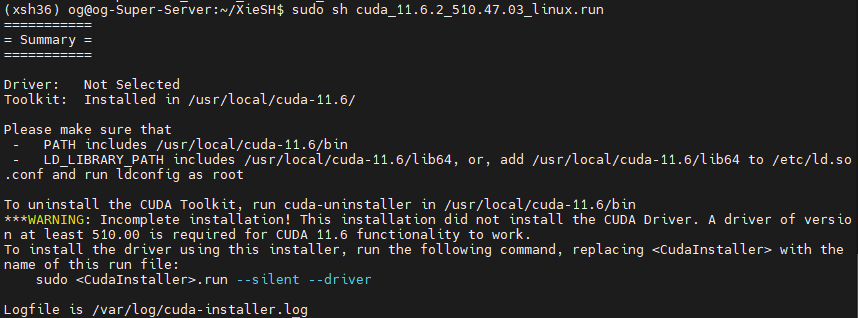 (xsh36) og@og-Super-Server:~/XieSH$ sudo sh cuda_11.6.2_510.47.03_linux.run
===========
= Summary =
===========

Driver:   Not Selected
Toolkit:  Installed in /usr/local/cuda-11.6/

Please make sure that
 -   PATH includes /usr/local/cuda-11.6/bin
 -   LD_LIBRARY_PATH includes /usr/local/cuda-11.6/lib64, or, add /usr/local/cuda-11.6/lib64 to /etc/ld.so
.conf and run ldconfig as root

To uninstall the CUDA Toolkit, run cuda-uninstaller in /usr/local/cuda-11.6/bin
***WARNING: Incomplete installation! This installation did not install the CUDA Driver. A driver of versio
n at least 510.00 is required for CUDA 11.6 functionality to work.
To install the driver using this installer, run the following command, replacing <CudaInstaller> with the
name of this run file:
    sudo <CudaInstaller>.run --silent --driver

Logfile is /var/log/cuda-installer.log